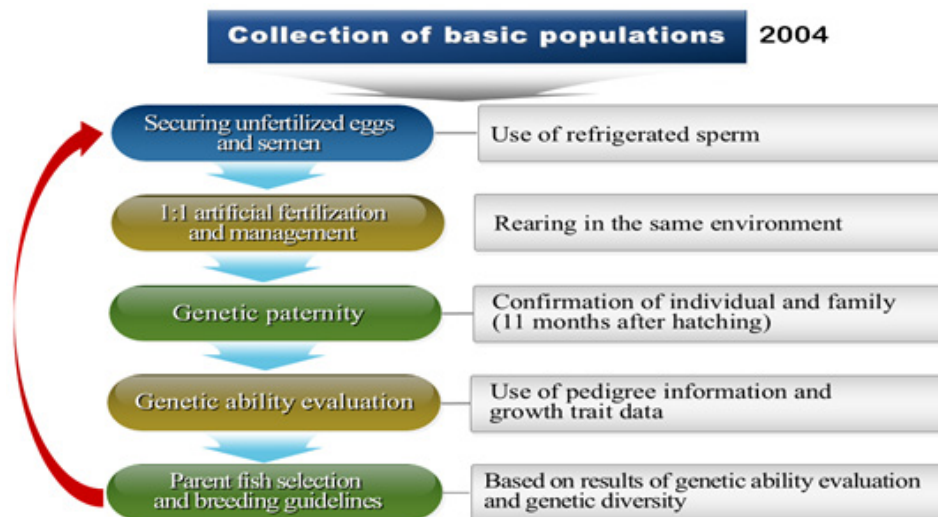 Collection of basic populations 2004
Securing unfertilized eggs
and semen
Use of refrigerated sperm
1:1 artificial fertilization
and management
Rearing in the same environment
Genetic paternity
Confirmation of individual and family
(11 months after hatching)
Genetic ability evaluation
Use of pedigree information and
growth trait data
Parent fish selection
and breeding guidelines
Based on results of genetic ability evaluation
and genetic diversity